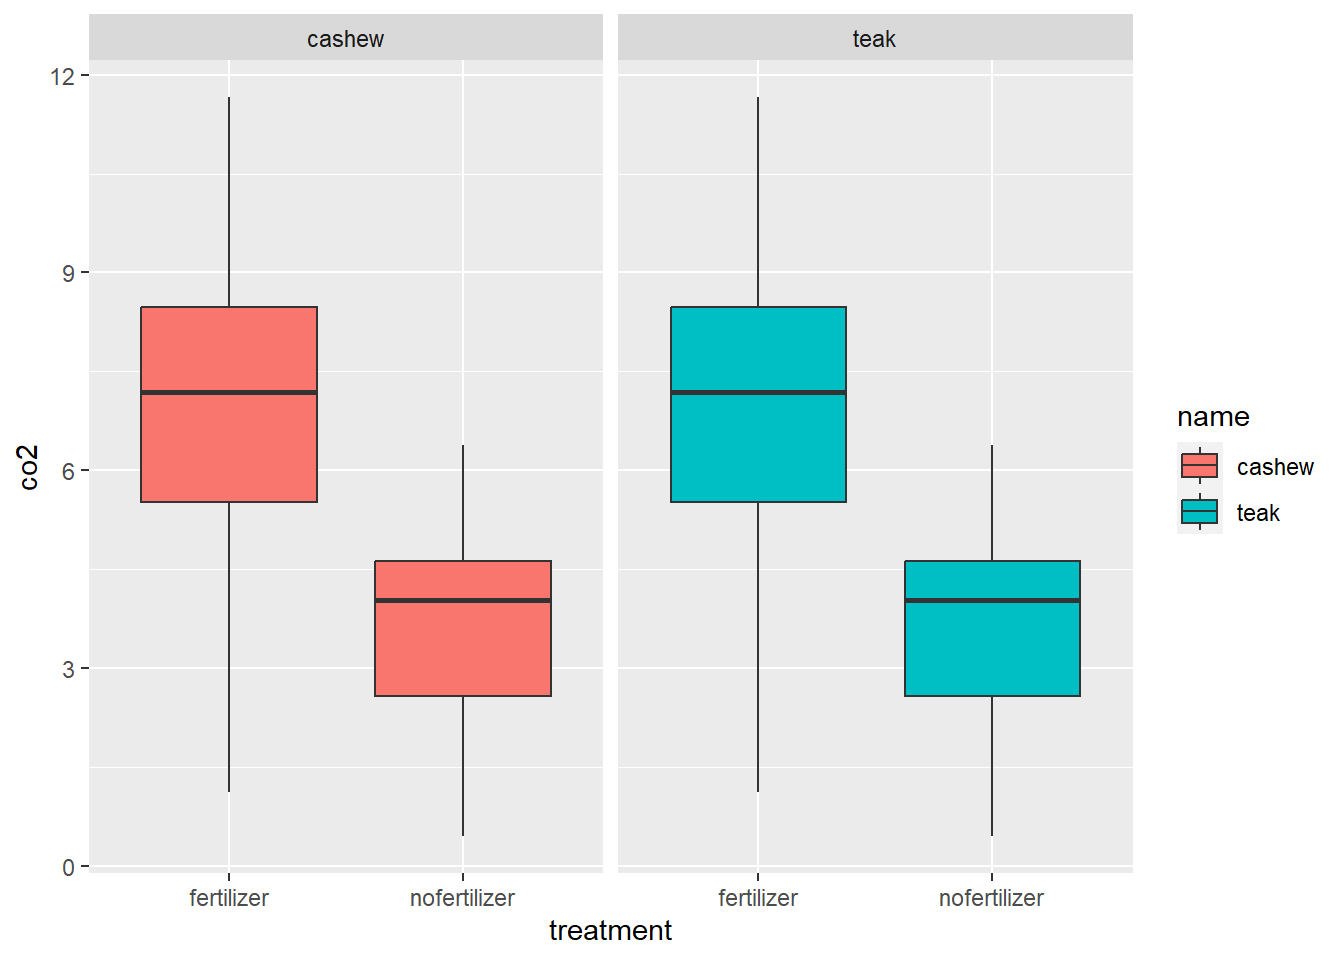 cashew
teak
12
9
6
3
0
co2
fertilizer
nofertilizer
fertilizer
nofertilizer
treatment
name
cashew
teak